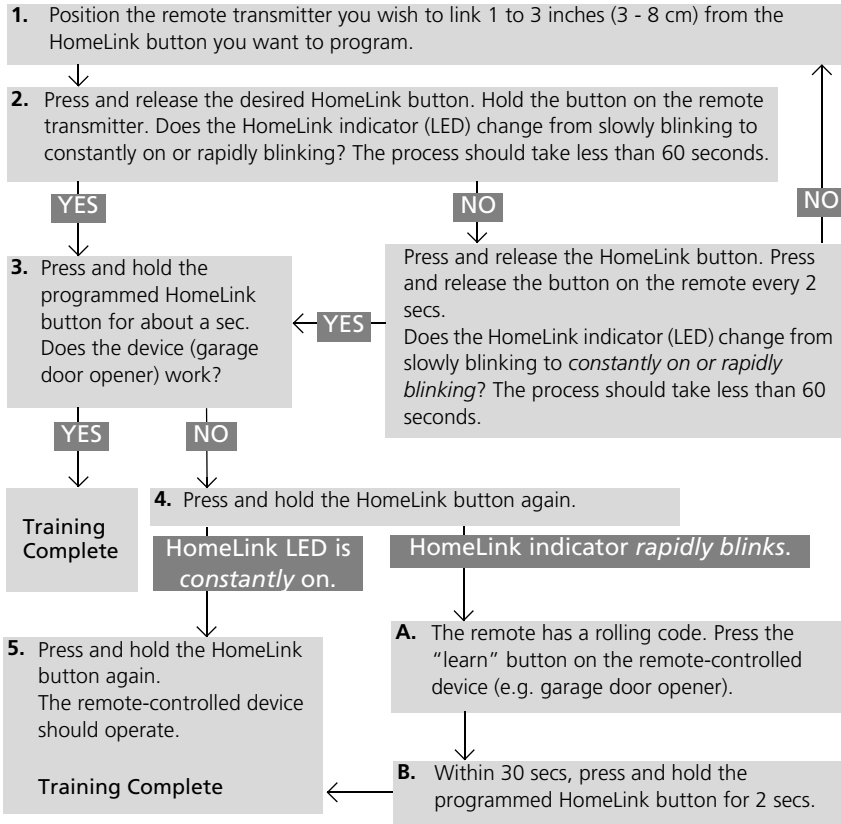 1. Position the remote transmitter you wish to link 1 to 3 inches (3 - 8 cm) from the
HomeLink button you want to program.
2. Press and release the desired HomeLink button. Hold the button on the remote
transmitter. Does the HomeLink indicator (LED) change from slowly blinking to
constantly on or rapidly blinking? The process should take less than 60 seconds.
YES
NO
NO
3. Press and hold the
programmed HomeLink
button for about a sec.
Does the device (garage
door opener) work?
YES
Press and release the HomeLink button. Press
and release the button on the remote every 2
secs.
Does the HomeLink indicator (LED) change from
slowly blinking to constantly on or rapidly
blinking? The process should take less than 60
seconds.
YES
NO
Training
Complete
4. Press and hold the HomeLink button again.
HomeLink LED is
constantly on.
HomeLink indicator rapidly blinks.
5. Press and hold the HomeLink
button again.
The remote-controlled device
should operate.
Training Complete
A. The remote has a rolling code. Press the
“learn” button on the remote-controlled
device (e.g. garage door opener).
B. Within 30 secs, press and hold the
programmed HomeLink button for 2 secs.